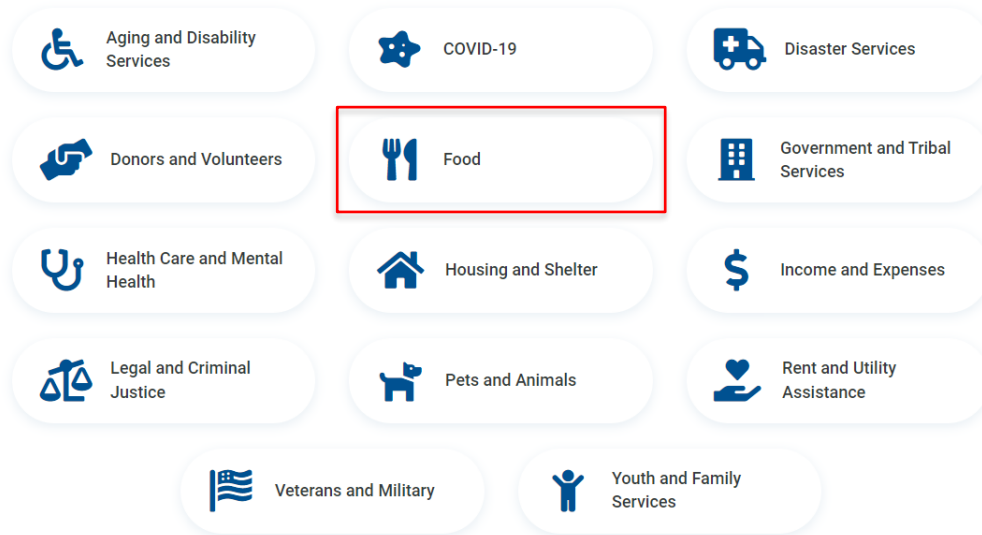 Aging and Disability
Services
COVID-19
Disaster Services
Donors and Volunteers
Food
Government and Tribal
Services
Health Care and Mental
Health
Housing and Shelter
Income and Expenses
Legal and Criminal
Justice
Pets and Animals
Rent and Utility
Assistance
Veterans and Military
Youth and Family
Services